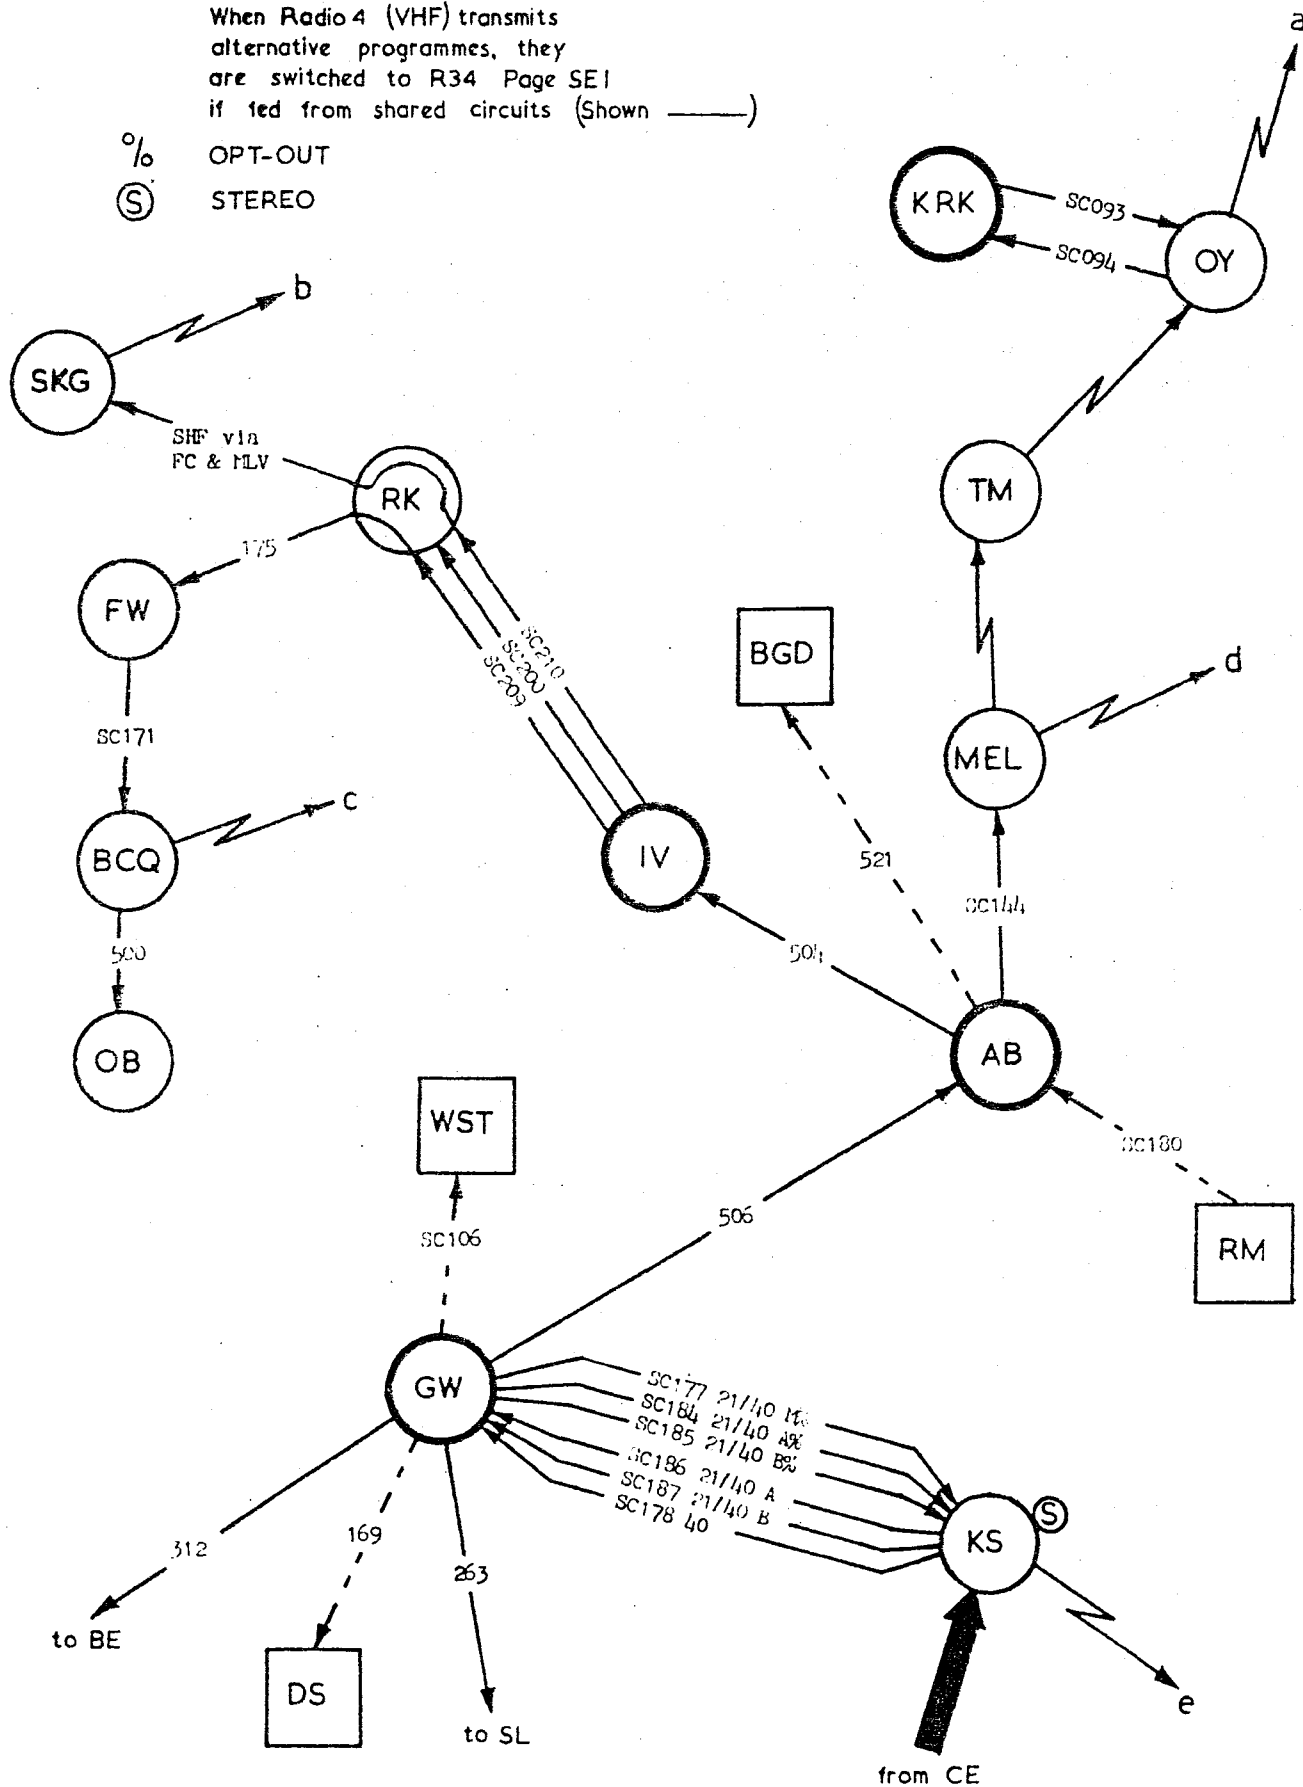 When Radio 4 (VHF) transmits
alternative programmes, they
are switched to R34 Page SE1
if fed from shared circuits (Shown ———)
% OPT-OUT
Ⓢ STEREO
a
KRK
SC093
SC094
OY
b
SKG
SHF via
FC & MLV
RK
TM
175
FW
BGD
SC210
SC200
SC209
d
SC171
MEL
c
BCQ
IV
521
SC144
500
504
OB
AB
WST
SC180
506
SC106
RM
GW
SC177 21/40
SC184 21/40 A%
SC185 21/40 B%
SC186 21/40 A
SC187 21/40 B
SC178 40
S
KS
312
169
263
to BE
DS
e
to SL
from CE